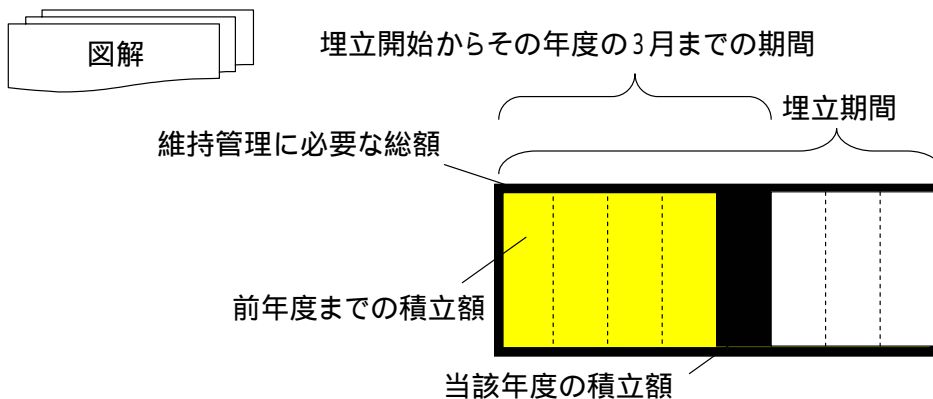 図解
埋立開始からその年度の3月までの期間
埋立期間
維持管理に必要な総額
前年度までの積立額
当該年度の積立額